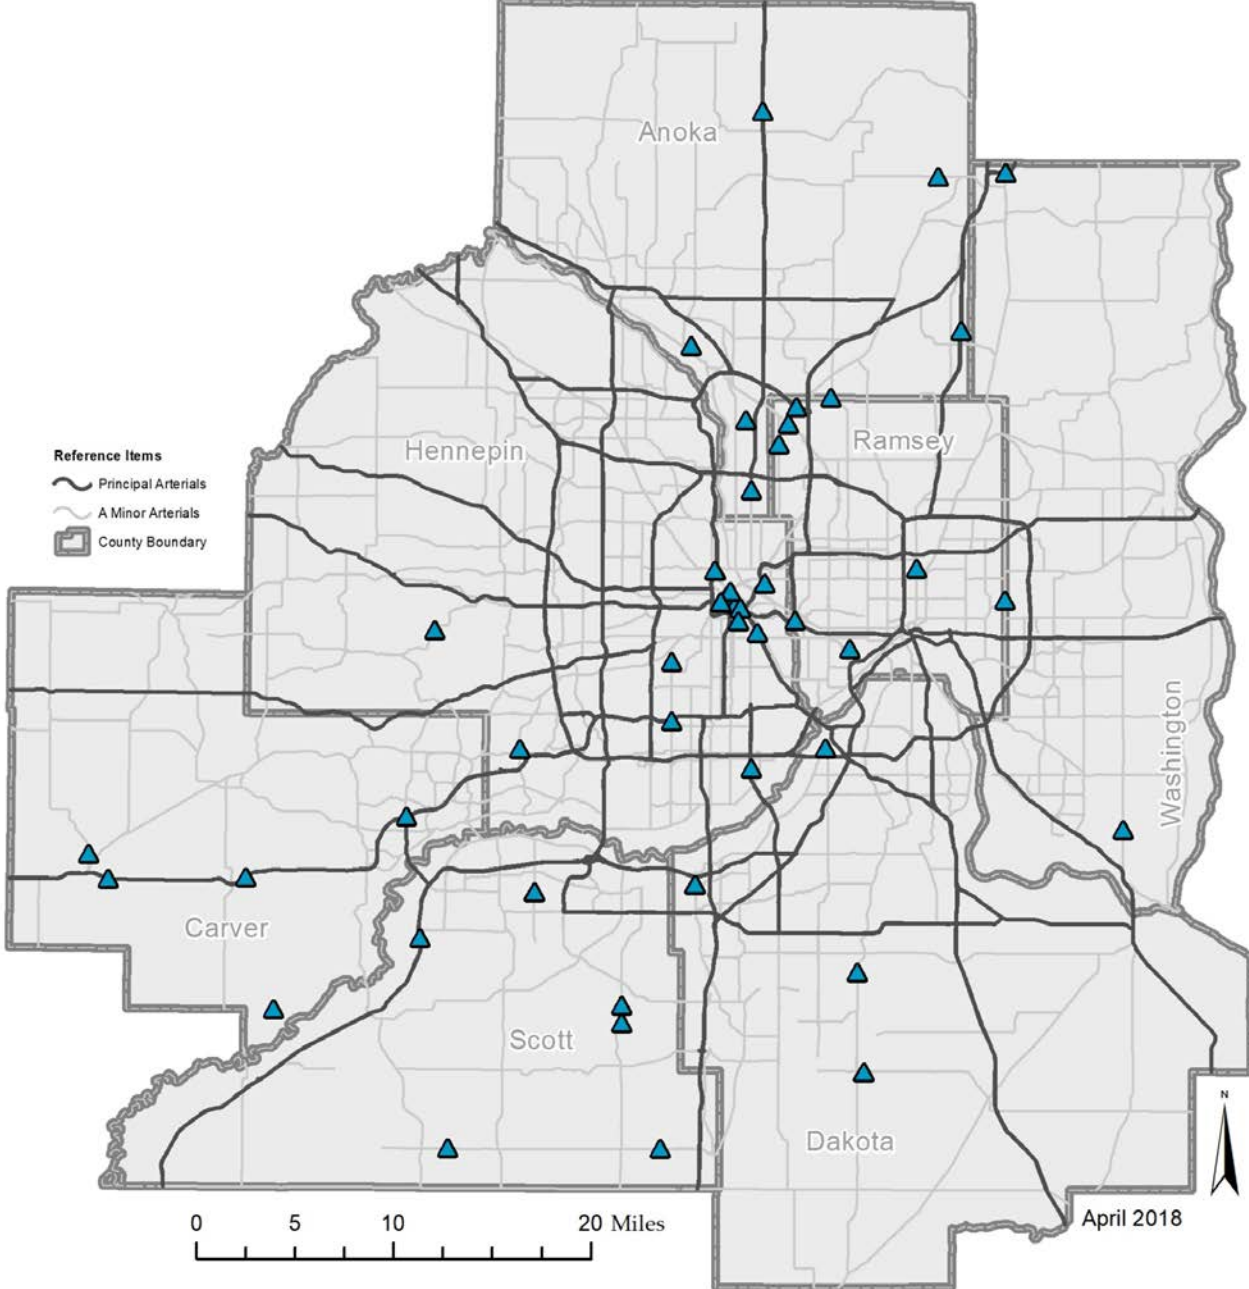 Anoka
Hennepin
Ramsey
Reference Items
Principal Arterials
A Minor Arterials
County Boundary
Washington
Carver
Scott
Dakota
N
April 2018
0 5 10 20 Miles